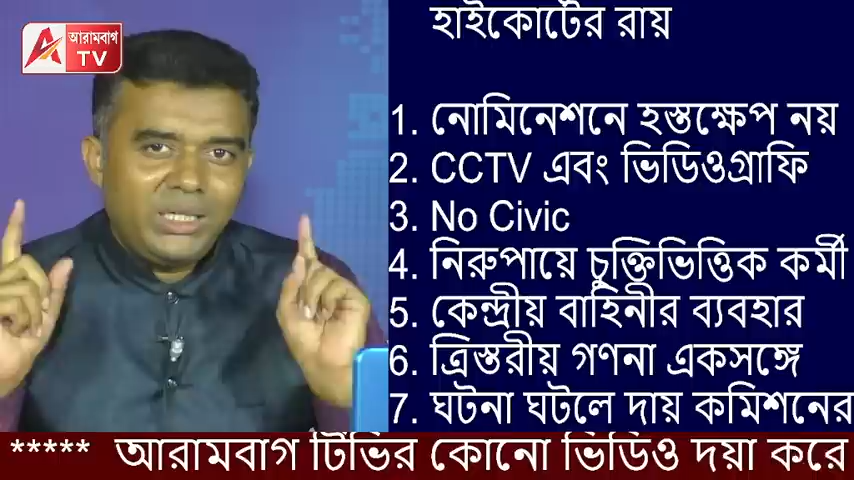 আরামবাগ
TV
হাইকোর্টের রায়
1. নোমিনেশনে হস্তক্ষেপ নয়
2. CCTV এবং ভিডিওগ্রাফি
3. No Civic
4. নিরুপায়ে চুক্তিভিত্তিক কর্মী
5. কেন্দ্রীয় বাহিনীর ব্যবহার
6. ত্রিস্তরীয় গণনা একসঙ্গে
7. ঘটনা ঘটলে দায় কমিশনের
***** আরামবাগ টিভির কোনো ভিডিও দয়া করে